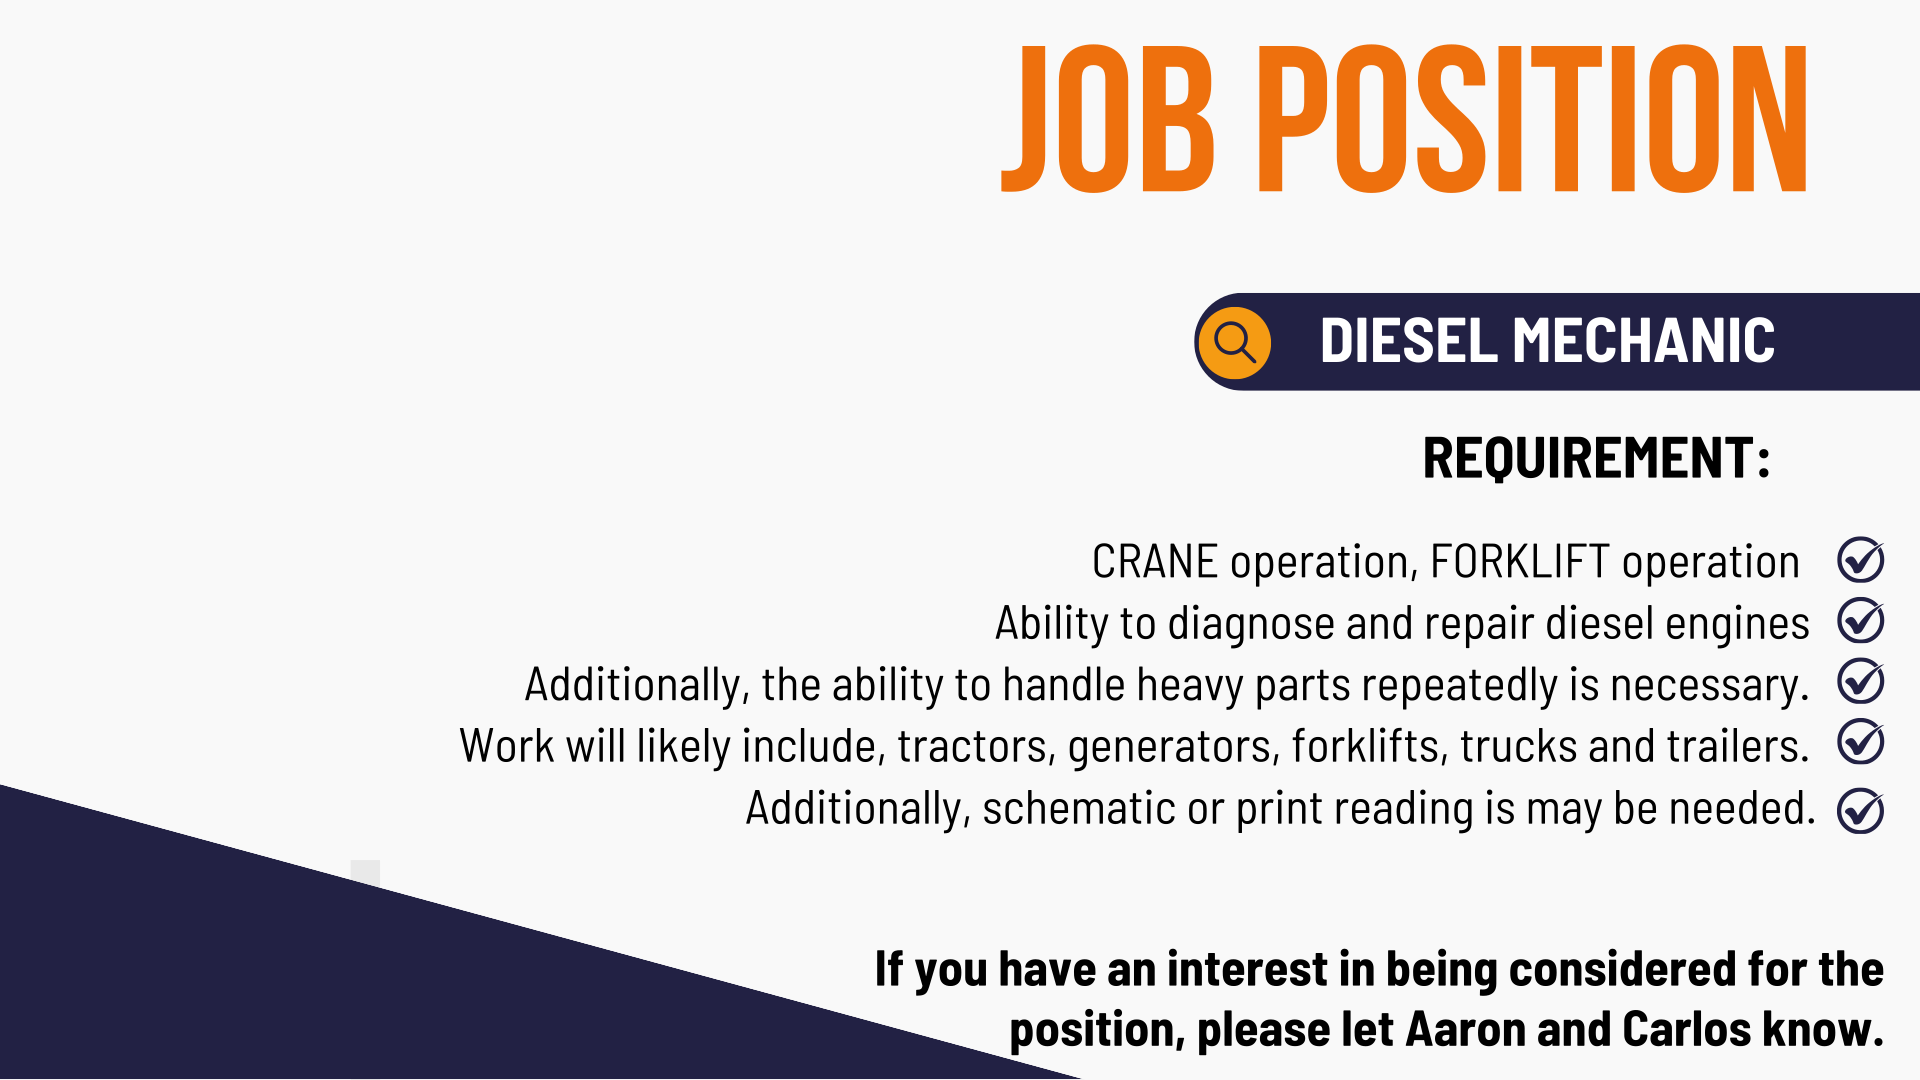 JOB POSITION
DIESEL MECHANIC
REQUIREMENT:
CRANE operation, FORKLIFT operation
Ability to diagnose and repair diesel engines
Additionally, the ability to handle heavy parts repeatedly is necessary.
Work will likely include, tractors, generators, forklifts, trucks and trailers.
Additionally, schematic or print reading is may be needed.
If you have an interest in being considered for the
position, please let Aaron and Carlos know.